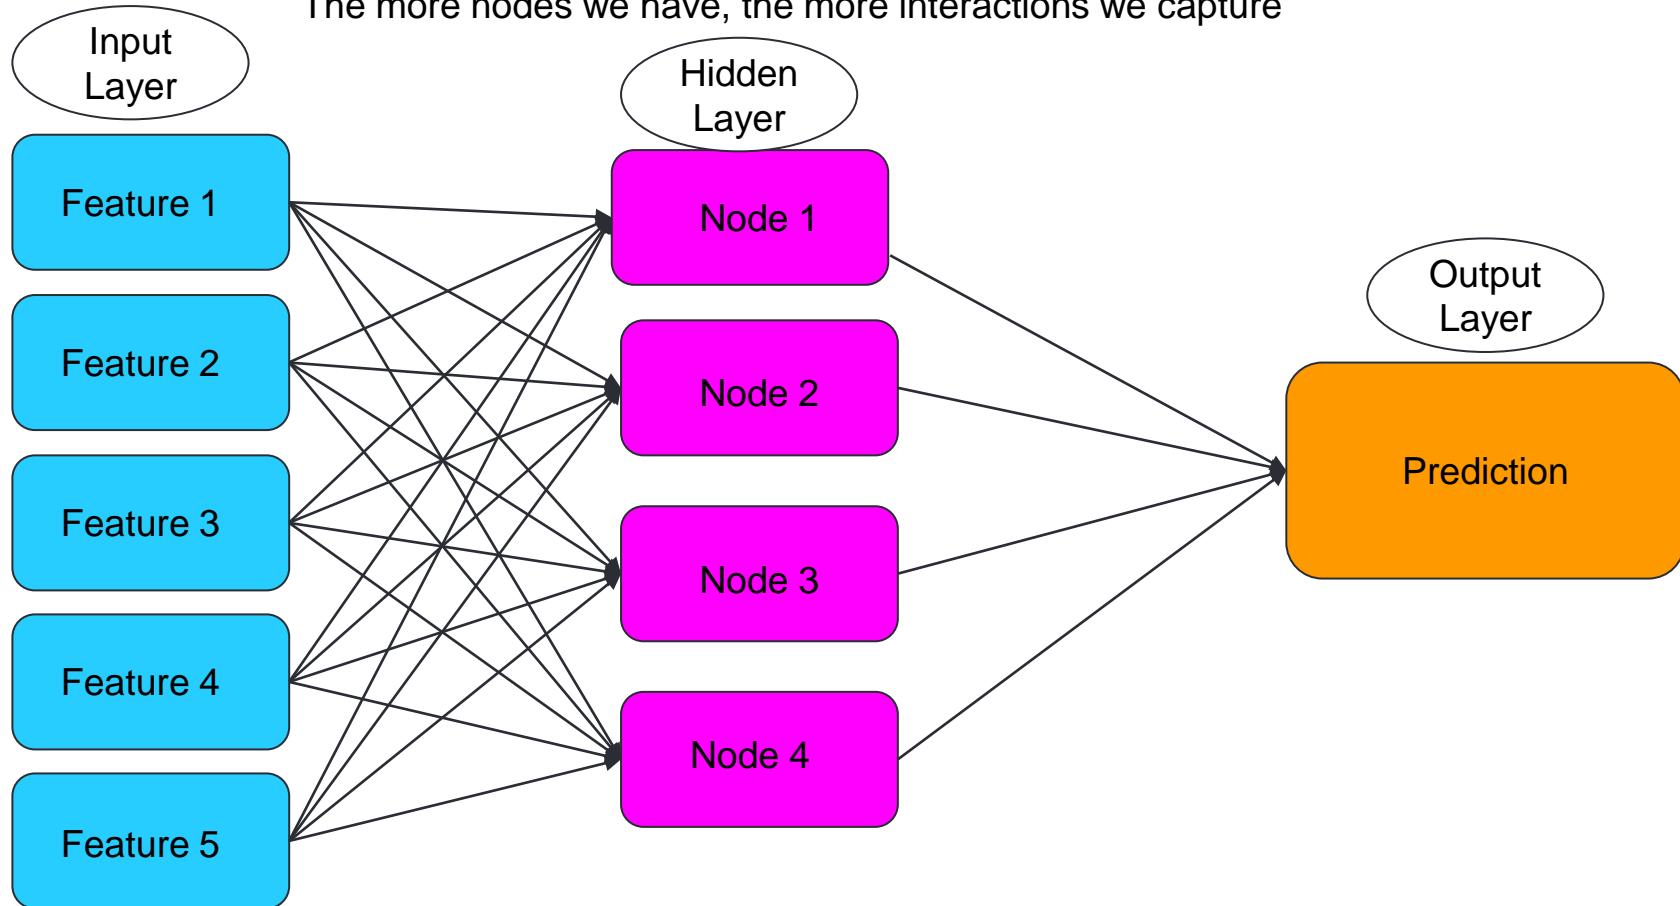 The more nodes we have, the more interactions we capture
Input
Layer
Hidden
Layer
Feature 1
Node 1
Output
Layer
Feature 2
Node 2
Prediction
Feature 3
Node 3
Feature 4
Node 4
Feature 5